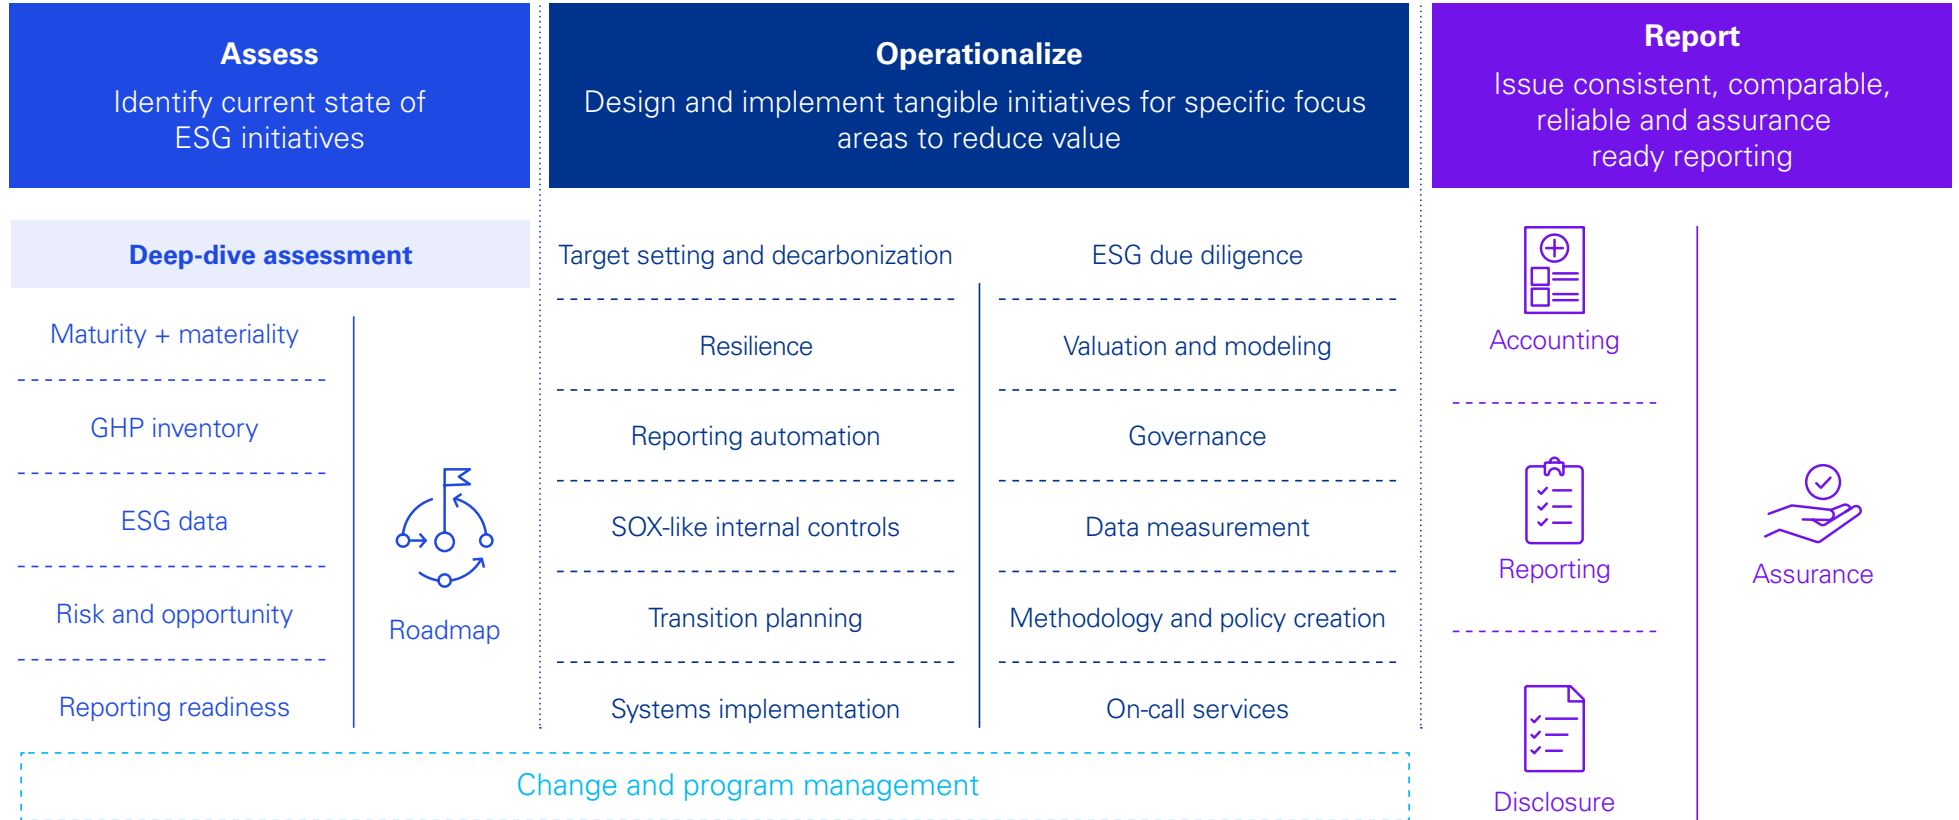 Assess
Identify current state of
ESG initiatives
Operationalize
Design and implement tangible initiatives for specific focus
areas to reduce value
Report
Issue consistent, comparable,
reliable and assurance
ready reporting
Deep-dive assessment
Maturity + materiality
GHP inventory
ESG data
Risk and opportunity
Reporting readiness
Roadmap
Target setting and decarbonization
Resilience
Reporting automation
SOX-like internal controls
Transition planning
Systems implementation
ESG due diligence
Valuation and modeling
Governance
Data measurement
Methodology and policy creation
On-call services
Accounting
Reporting
Disclosure
Assurance
Change and program management